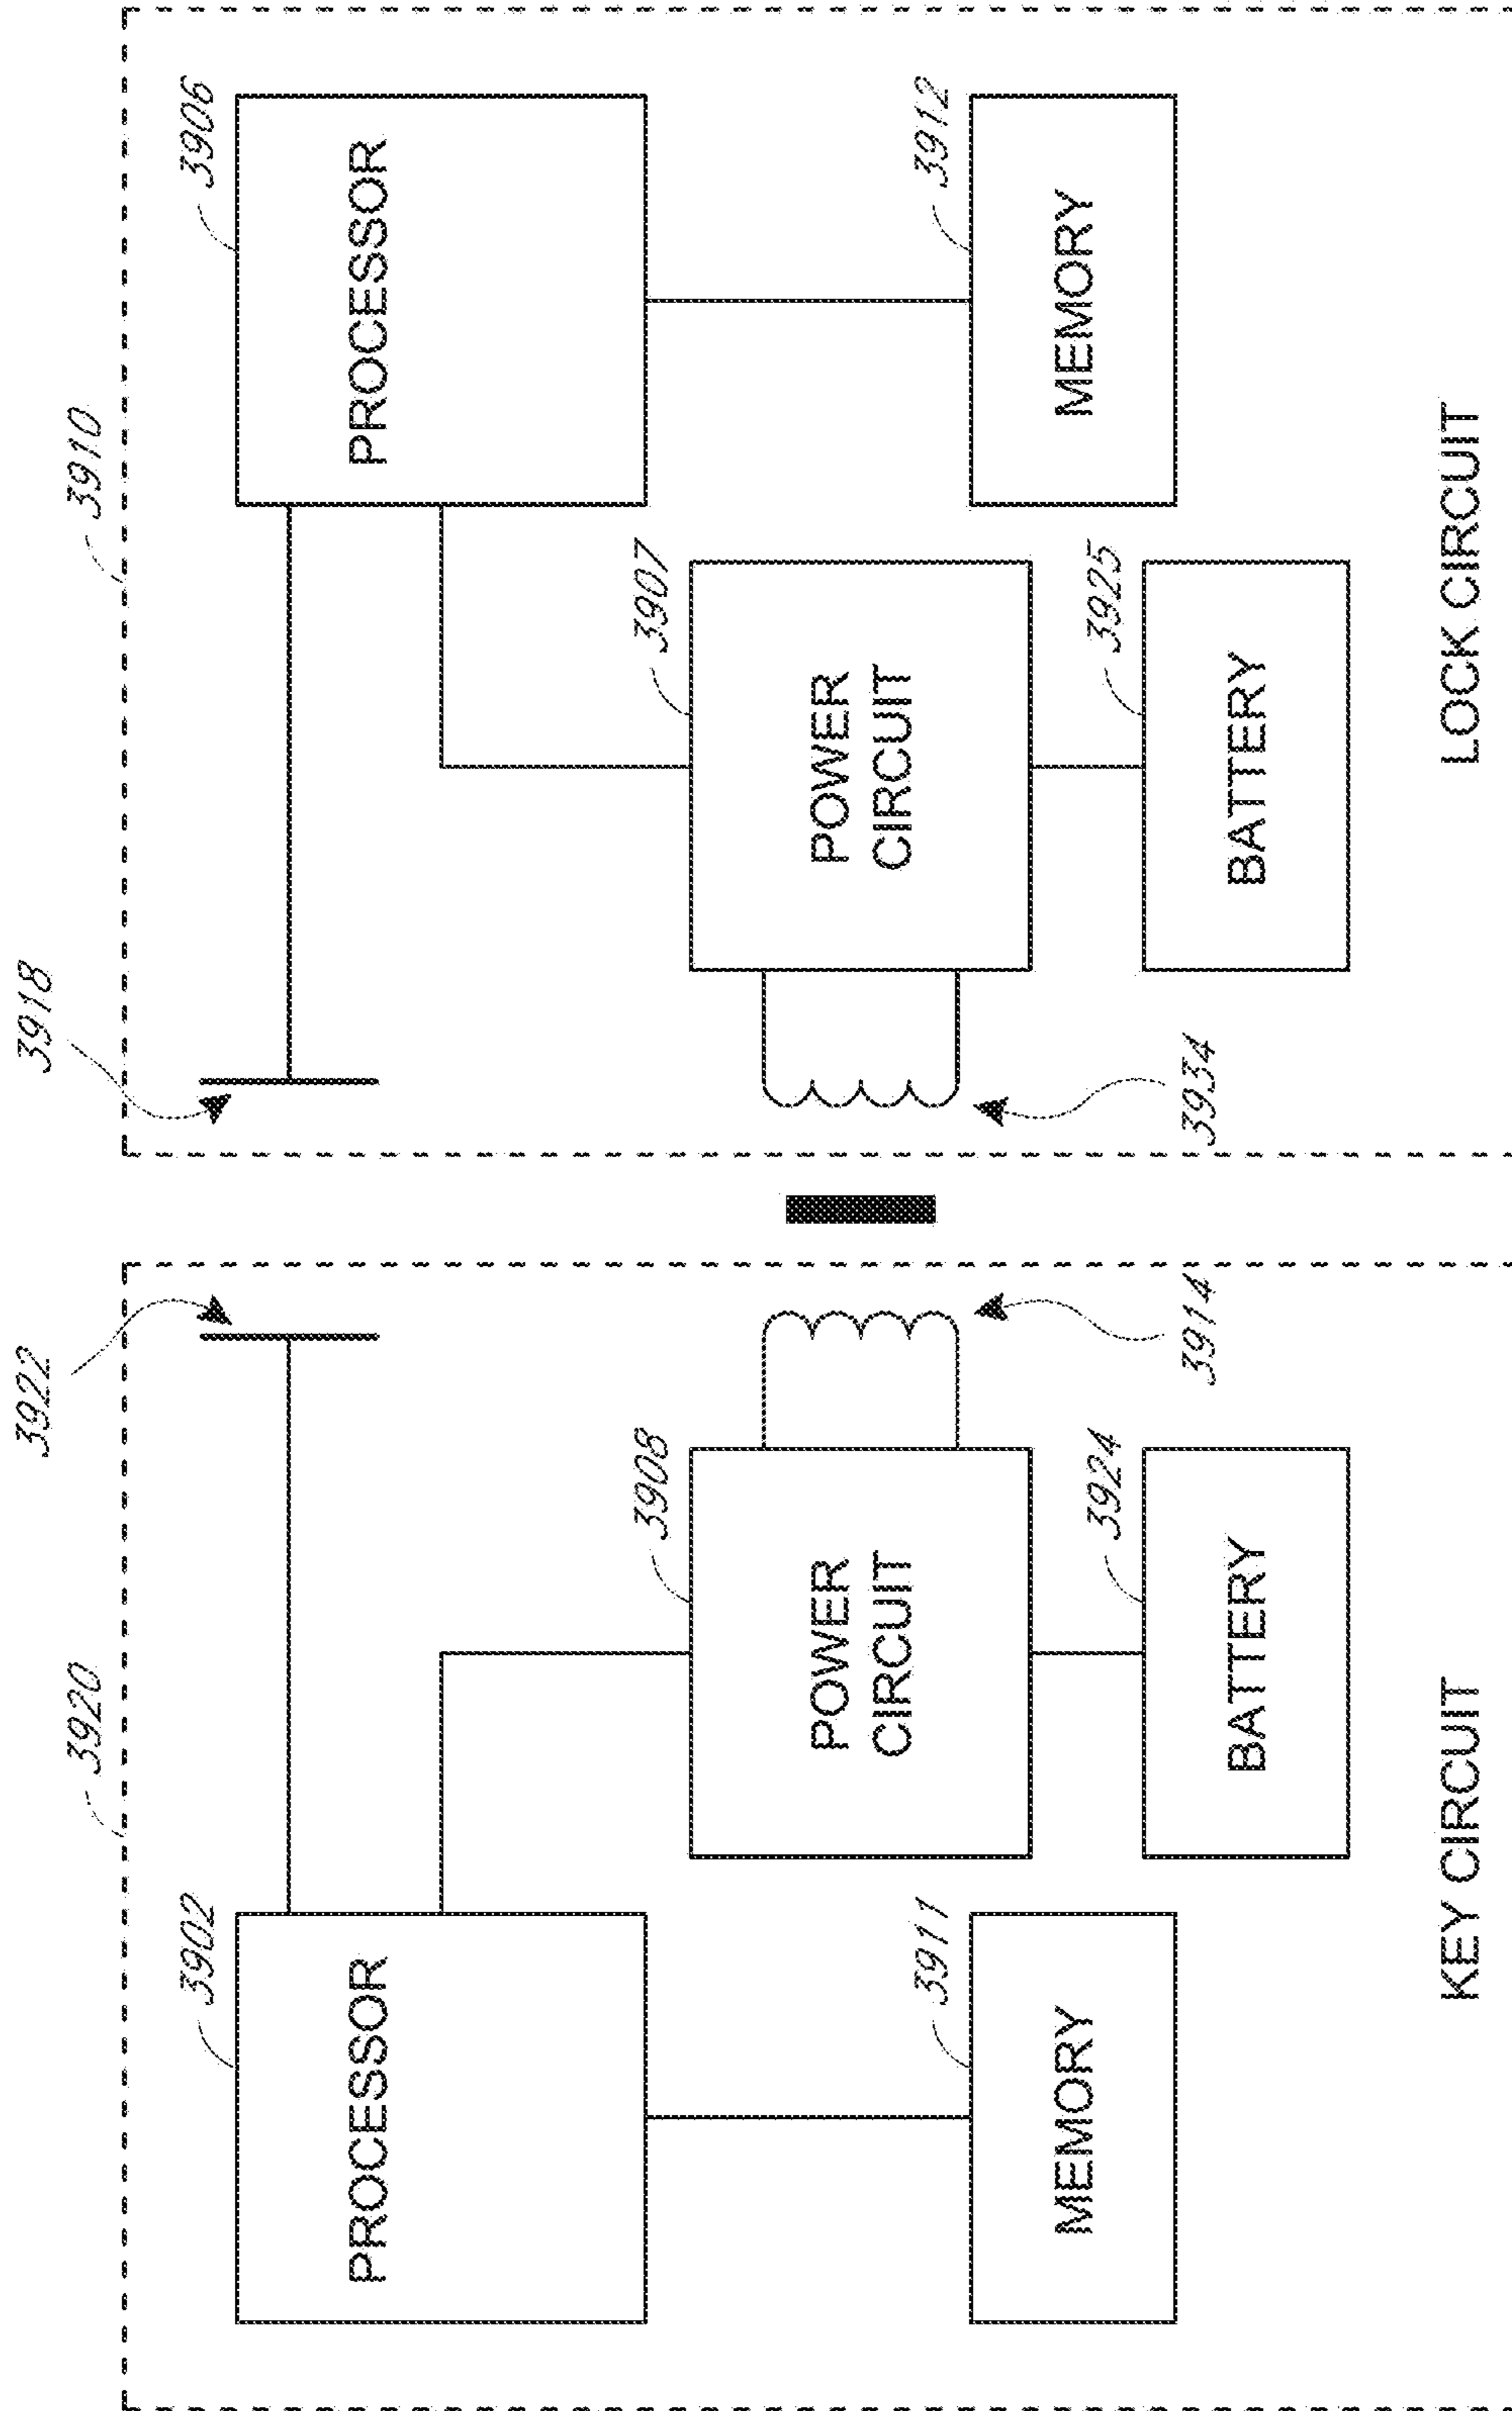 3920
3910
3922
3918
3902
3906
PROCESSOR
PROCESSOR
3908
3907
POWER
CIRCUIT
POWER
CIRCUIT
3911
3912
MEMORY
MEMORY
3924
3925
BATTERY
BATTERY
3914
3934
KEY CIRCUIT
LOCK CIRCUIT